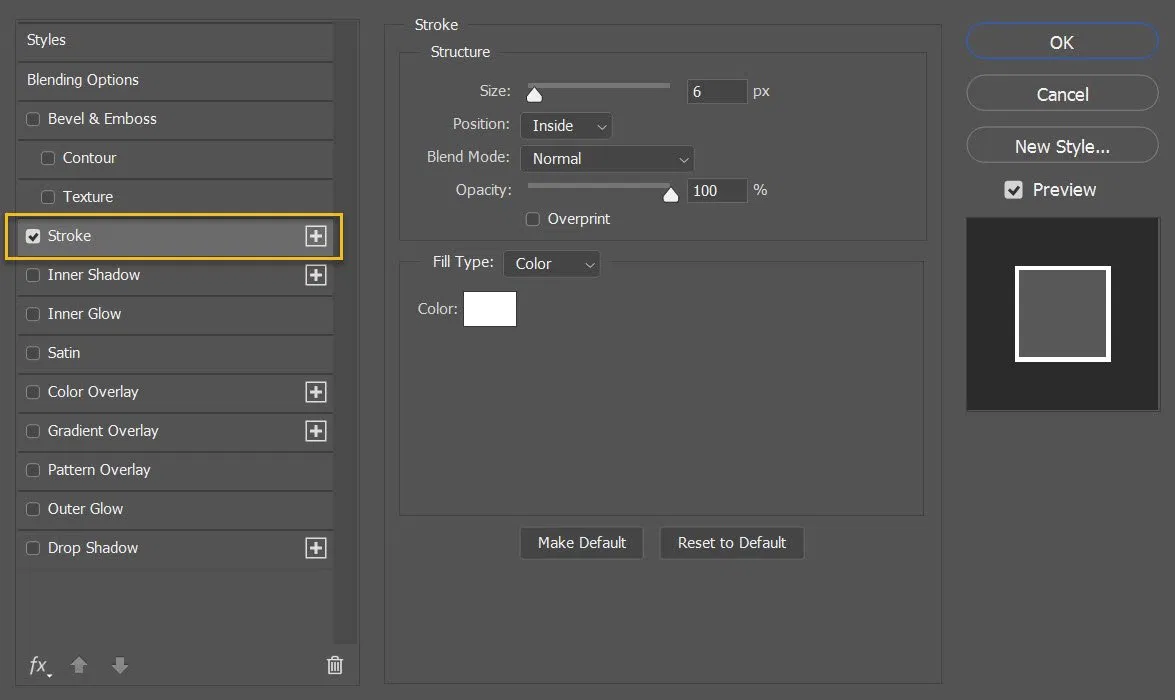 Styles
Blending Options
Bevel & Emboss
Contour
Texture
Stroke
Inner Shadow
Inner Glow
Satin
Color Overlay
Gradient Overlay
Pattern Overlay
Outer Glow
Drop Shadow
fx
Stroke
Structure
Size: 6 px
Position: Inside
Blend Mode: Normal
Opacity: 100 %
Overprint
Fill Type: Color
Color:
Make Default Reset to Default
OK
Cancel
New Style...
Preview